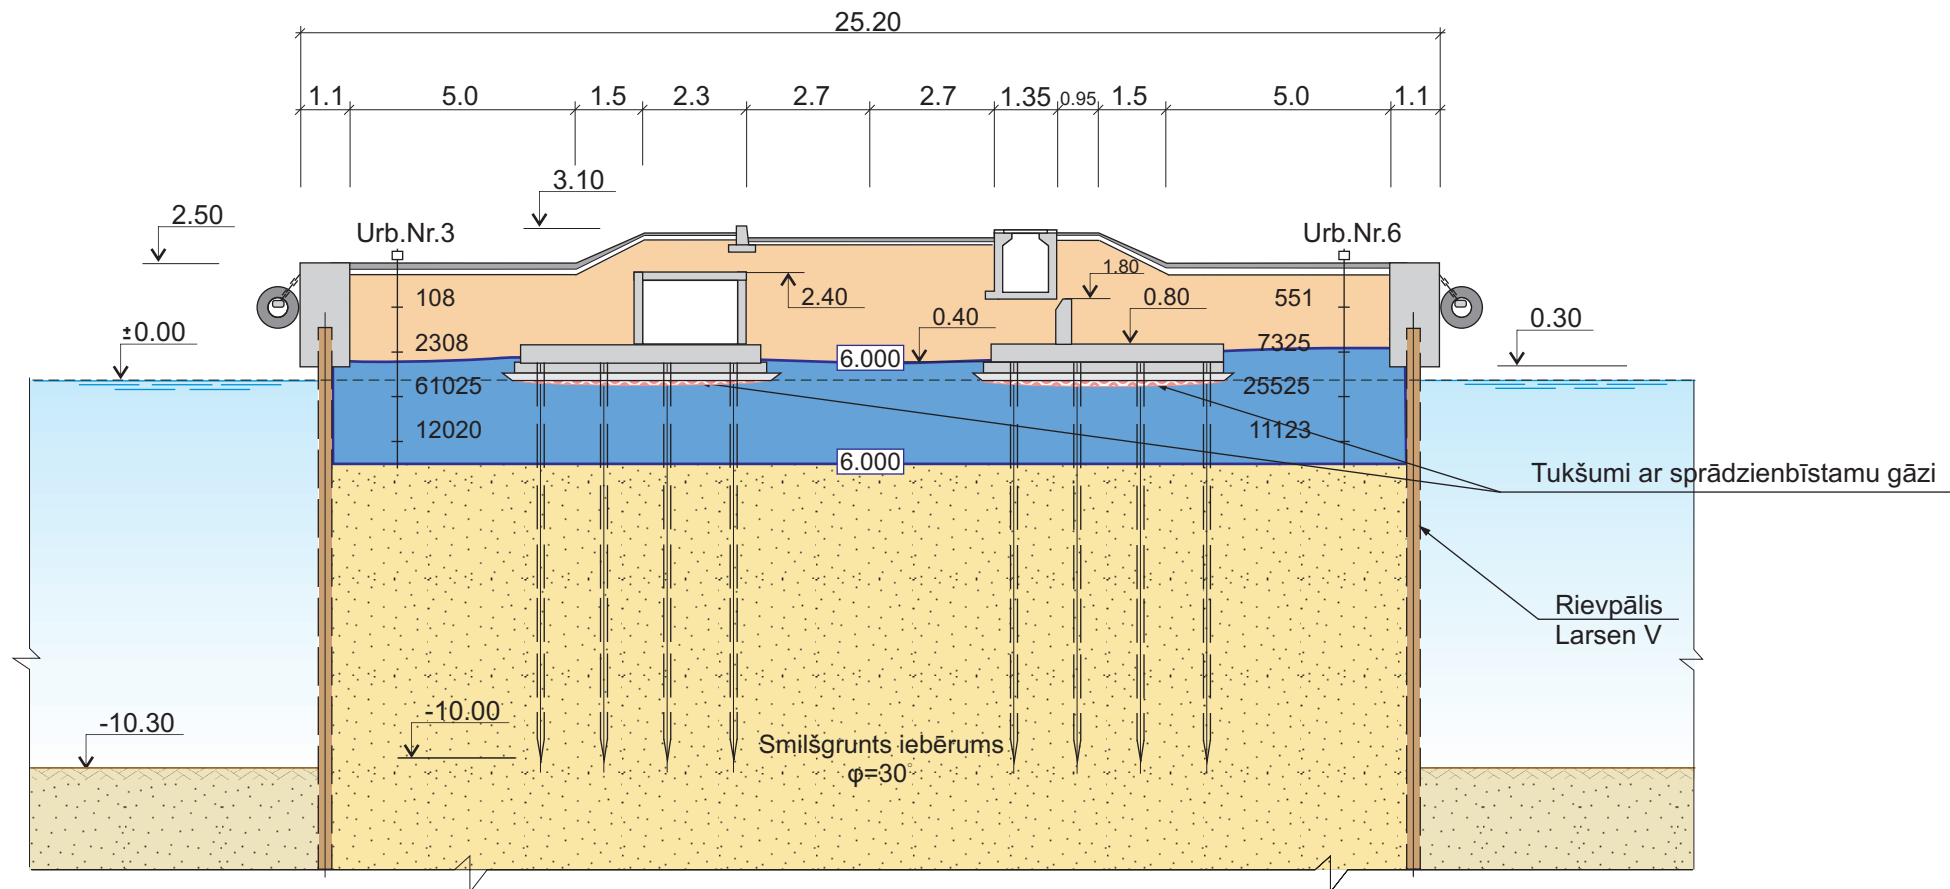 25.20
1.1 5.0 1.5 2.3 2.7 2.7 1.35 0.95 1.5 5.0 1.1
3.10
2.50
Urb.Nr.3
Urb.Nr.6
1.80
108
2.40
0.80
551
±0.00
2308
0.40
7325
0.30
6.000
61025
25525
12020
11123
6.000
Tukšumi ar sprādzienbīstamu gāzi
Rievpālis
Larsen V
-10.30
-10.00
Smilšgrunts iebērums
φ=30°